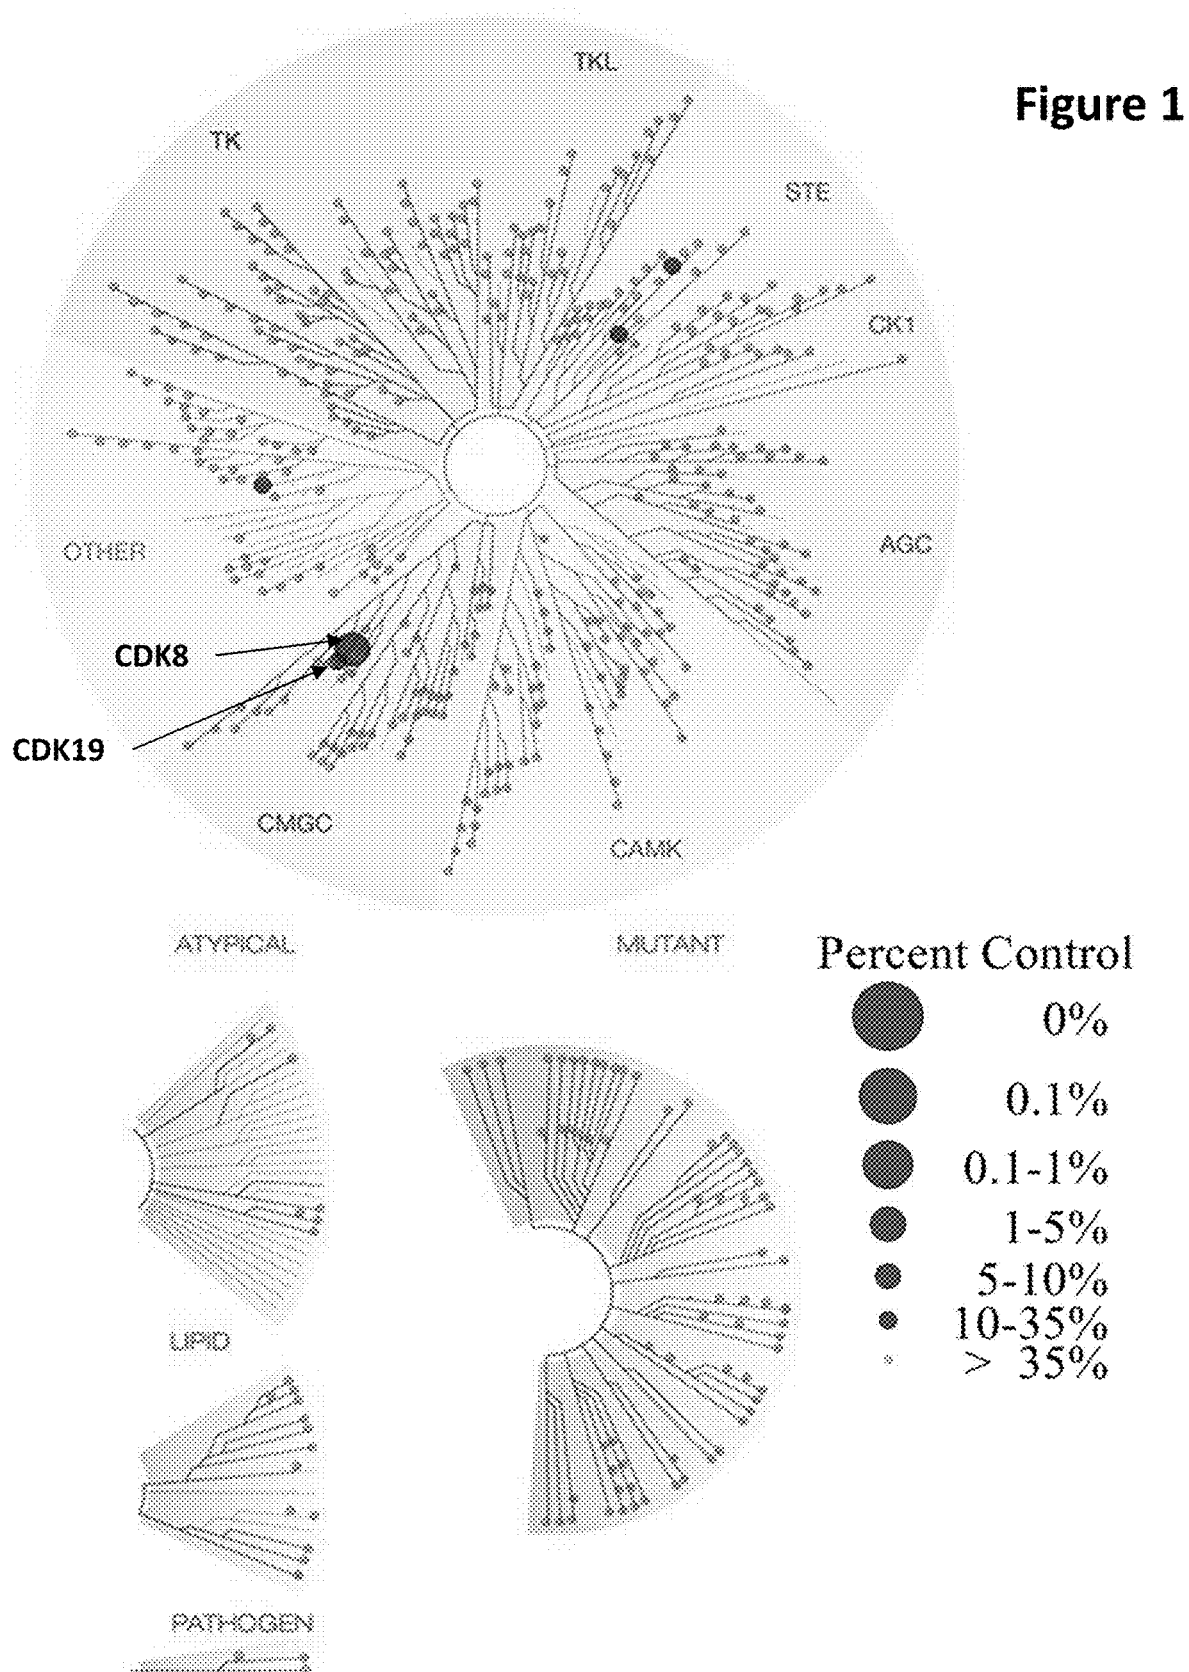 Figure 1
TKL
TK
STE
CK1
AGC
OTHER
CDK8
CDK19
CMGC
CAMK
ATYPICAL
MUTANT
LIPID
PATHOGEN
Percent Control
0%
0.1%
0.1-1%
1-5%
5-10%
10-35%
> 35%